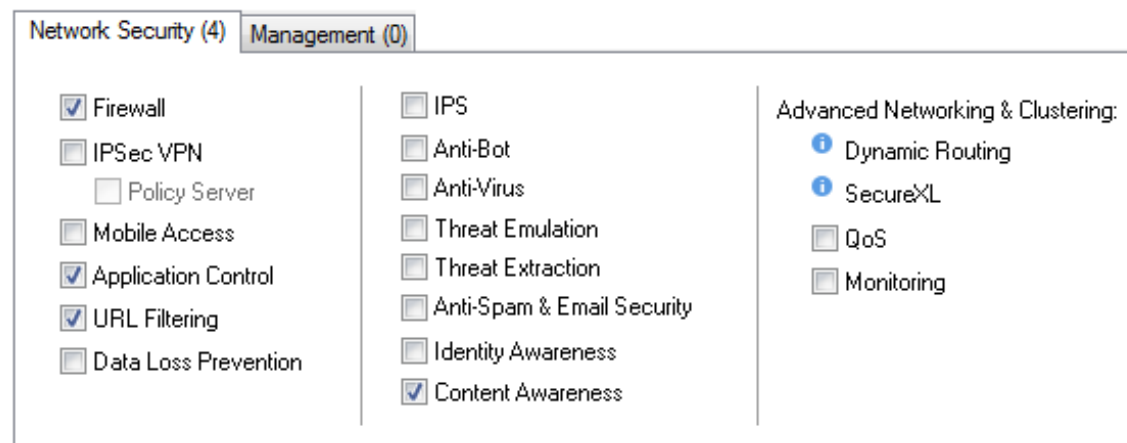 Network Security (4)
Management (0)
Firewall
IPSec VPN
Policy Server
Mobile Access
Application Control
URL Filtering
Data Loss Prevention
IPS
Anti-Bot
Anti-Virus
Threat Emulation
Threat Extraction
Anti-Spam & Email Security
Identity Awareness
Content Awareness
Advanced Networking & Clustering:
Dynamic Routing
SecureXL
QoS
Monitoring